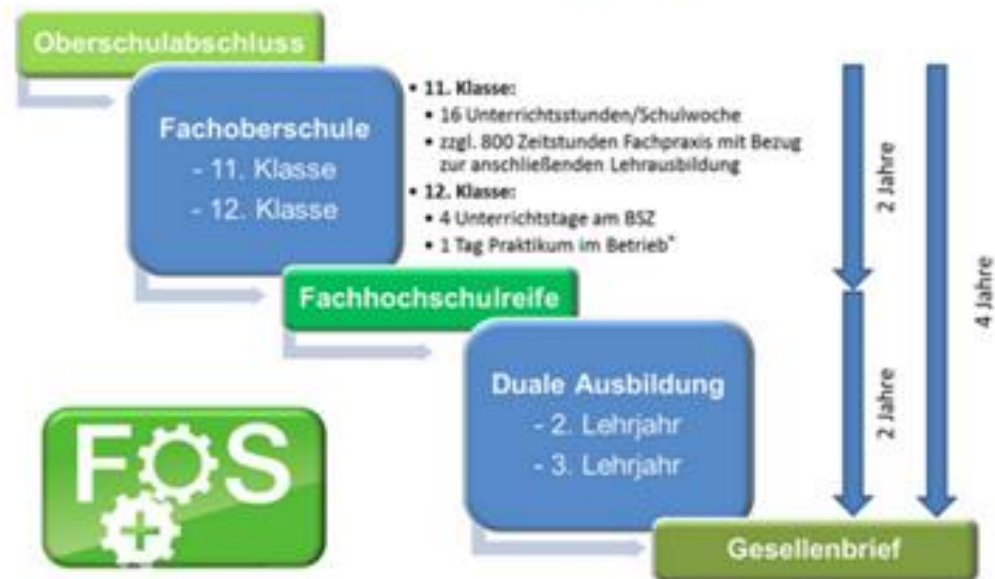 Oberschulabschluss
Fachoberschule
- 11. Klasse
- 12. Klasse
• 11. Klasse:
• 16 Unterrichtsstunden/Schulwoche
• zzgl. 800 Zeitstunden Fachpraxis mit Bezug
zur anschließenden Lehrausbildung
• 12. Klasse:
• 4 Unterrichtstage am BSZ
• 1 Tag Praktikum im Betrieb*
Fachhochschulreife
Duale Ausbildung
- 2. Lehrjahr
- 3. Lehrjahr
Gesellenbrief
2 Jahre
2 Jahre
4 Jahre
FOS
+